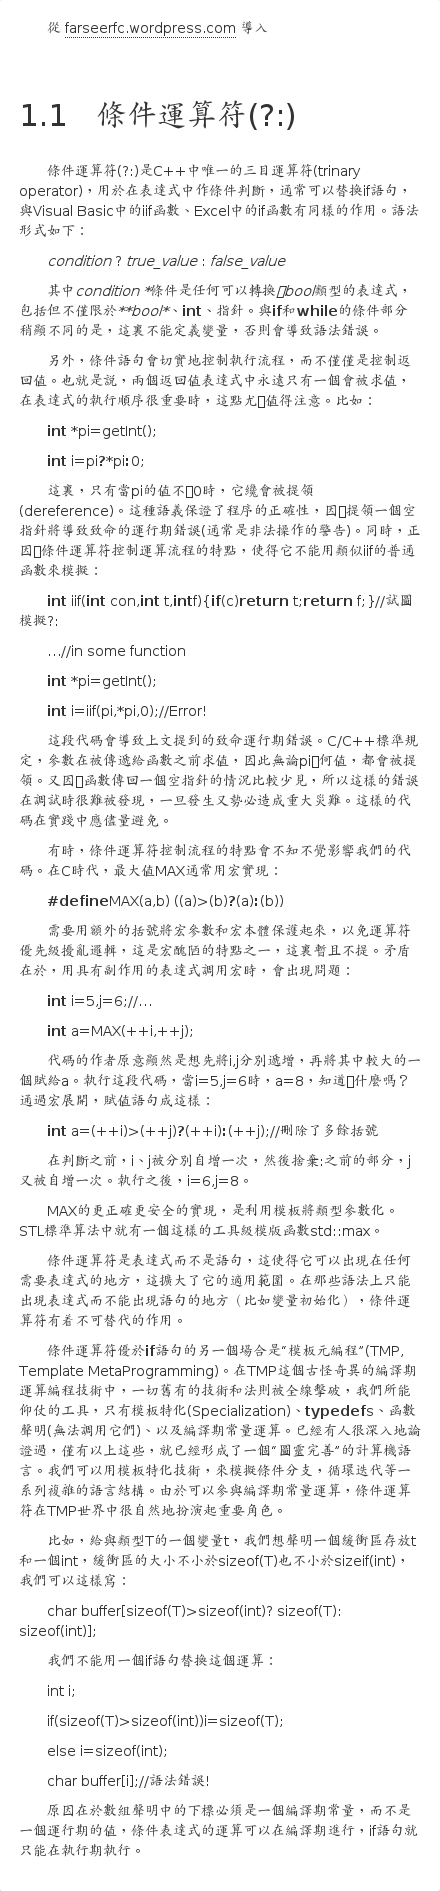 從 farseerfc.wordpress.com 導入
1.1 條件運算符(?:)
條件運算符(?:)是C++中唯一的三目運算符(trinary
operator)，用於在表達式中作條件判斷，通常可以替換if語句，
與Visual Basic中的iif函數、Excel中的if函數有同樣的作用。語法
形式如下：
condition ? true_value : false_value
其中condition *條件是任何可以轉換bool類型的表達式，
包括但不僅限於**bool*、int、指針。與if和while的條件部分
稍顯不同的是，這裏不能定義變量，否則會導致語法錯誤。
另外，條件語句會切實地控制執行流程，而不僅僅是控制返
回值。也就是說，兩個返回值表達式中永遠只有一個會被求值，
在表達式的執行順序很重要時，這點尤值得注意。比如：
int *pi=getInt();
int i=pi?*pi:0;
這裏，只有當pi的值不0時，它纔會被提領
(dereference)。這種語義保證了程序的正確性，因提領一個空
指針將導致致命的運行期錯誤(通常是非法操作的警告)。同時，正
因條件運算符控制運算流程的特點，使得它不能用類似iif的普通
函數來模擬：
int iif(int con,int t,intf){if(c)return t;return f;}//試圖
模擬?:
…//in some function
int *pi=getInt();
int i=iif(pi,*pi,0);//Error!
這段代碼會導致上文提到的致命運行期錯誤。C/C++標準規
定，參數在被傳遞給函數之前求值，因此無論pi何值，都會被提
領。又因函數傳回一個空指針的情況比較少見，所以這樣的錯誤
在調試時很難被發現，一旦發生又勢必造成重大災難。這樣的代
碼在實踐中應儘量避免。
有時，條件運算符控制流程的特點會不知不覺影響我們的代
碼。在C時代，最大值MAX通常用宏實現：
#defineMAX(a,b) ((a)>(b)?(a):(b))
需要用額外的括號將宏參數和宏本體保護起來，以免運算符
優先級擾亂邏輯，這是宏醜陋的特點之一，這裏暫且不提。矛盾
在於，用具有副作用的表達式調用宏時，會出現問題：
int i=5,j=6;//…
int a=MAX(++i,++j);
代碼的作者原意顯然是想先將i,j分別遞增，再將其中較大的一
個賦給a。執行這段代碼，當i=5,j=6時，a=8，知道什麼嗎？
通過宏展開，賦值語句成這樣：
int a=(++i)>(++j)?(++i):(++j);//刪除了多餘括號
在判斷之前，i、j被分別自增一次，然後捨棄:之前的部分，j
又被自增一次。執行之後，i=6,j=8。
MAX的更正確更安全的實現，是利用模板將類型參數化。
STL標準算法中就有一個這樣的工具級模版函數std::max。
條件運算符是表達式而不是語句，這使得它可以出現在任何
需要表達式的地方，這擴大了它的適用範圍。在那些語法上只能
出現表達式而不能出現語句的地方（比如變量初始化），條件運
算符有着不可替代的作用。
條件運算符優於if語句的另一個場合是“模板元編程”(TMP,
Template MetaProgramming)。在TMP這個古怪奇異的編譯期
運算編程技術中，一切舊有的技術和法則被全線擊破，我們所能
仰仗的工具，只有模板特化(Specialization)、typedefs、函數
聲明(無法調用它們)、以及編譯期常量運算。已經有人很深入地論
證過，僅有以上這些，就已經形成了一個“圖靈完善”的計算機語
言。我們可以用模板特化技術，來模擬條件分支，循環迭代等一
系列複雜的語言結構。由於可以參與編譯期常量運算，條件運算
符在TMP世界中很自然地扮演起重要角色。
比如，給與類型T的一個變量t，我們想聲明一個緩衝區存放t
和一個int，緩衝區的大小不小於sizeof(T)也不小於sizeif(int)，
我們可以這樣寫：
char buffer[sizeof(T)>sizeof(int)? sizeof(T):
sizeof(int)];
我們不能用一個if語句替換這個運算：
int i;
if(sizeof(T)>sizeof(int))i=sizeof(T);
else i=sizeof(int);
char buffer[i];//語法錯誤!
原因在於數組聲明中的下標必須是一個編譯期常量，而不是
一個運行期的值，條件表達式的運算可以在編譯期進行，if語句就
只能在執行期執行。